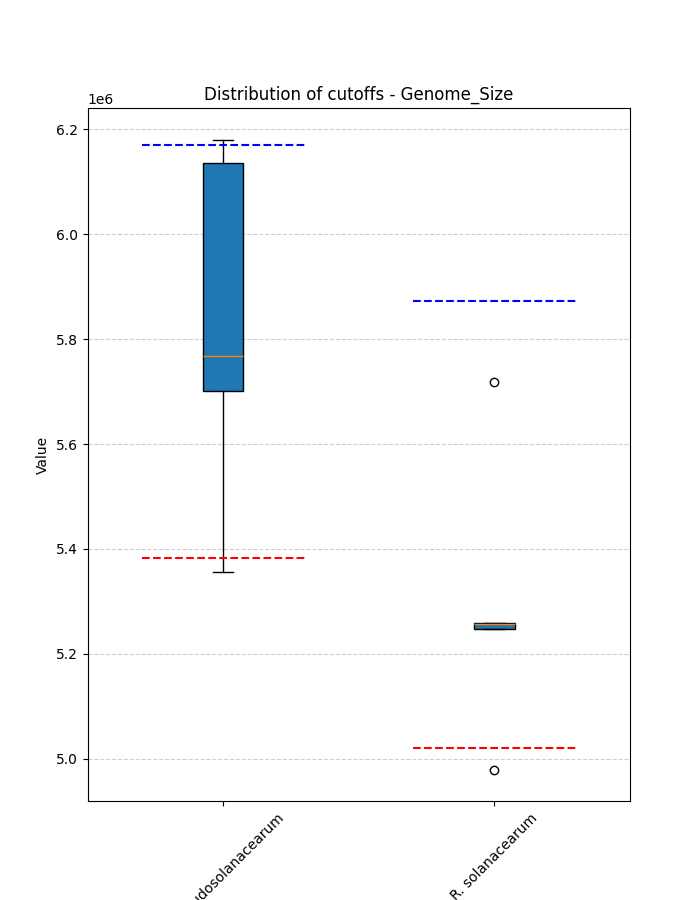 Distribution of cutoffs - Genome_Size
1e6
6.2
6.0
5.8
5.6
5.4
5.2
5.0
Value
R. solanacearum